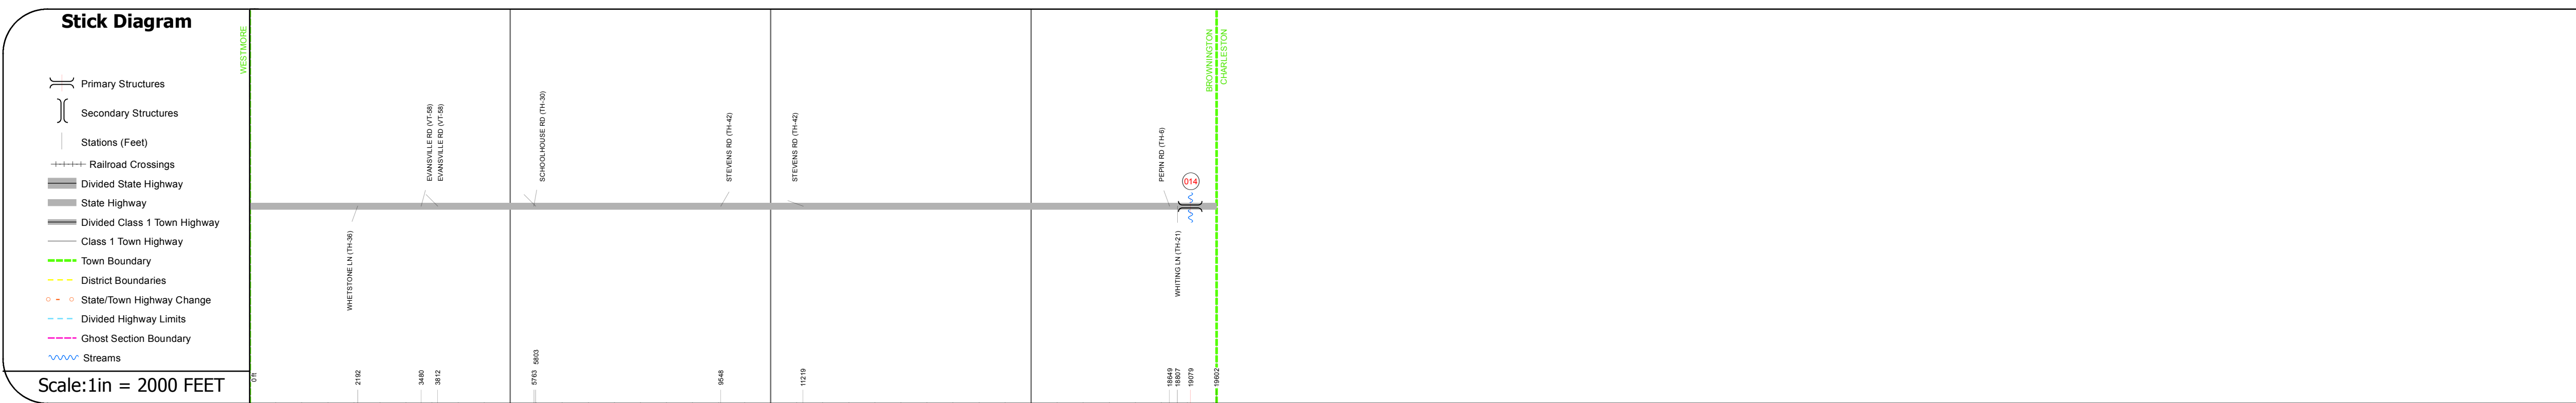 Stick Diagram
Primary Structures
Secondary Structures
Stations (Feet)
Railroad Crossings
Divided State Highway
State Highway
Divided Class 1 Town Highway
Class 1 Town Highway
Town Boundary
District Boundaries
State/Town Highway Change
Divided Highway Limits
Ghost Section Boundary
Streams
Scale:1in = 2000 FEET
WESTMORE
WHETSTONE LN (TH-36)
EVANSVILLE RD (VT-58)
EVANSVILLE RD (VT-58)
SCHOOLHOUSE RD (TH-30)
STEVENS RD (TH-42)
STEVENS RD (TH-42)
PEPIN RD (TH-6)
WHITING LN (TH-21)
014
BROWNINGTON
CHARLESTON
0 ft
2192
3480
3812
5763
5803
9548
11219
18649
18807
19079
19602